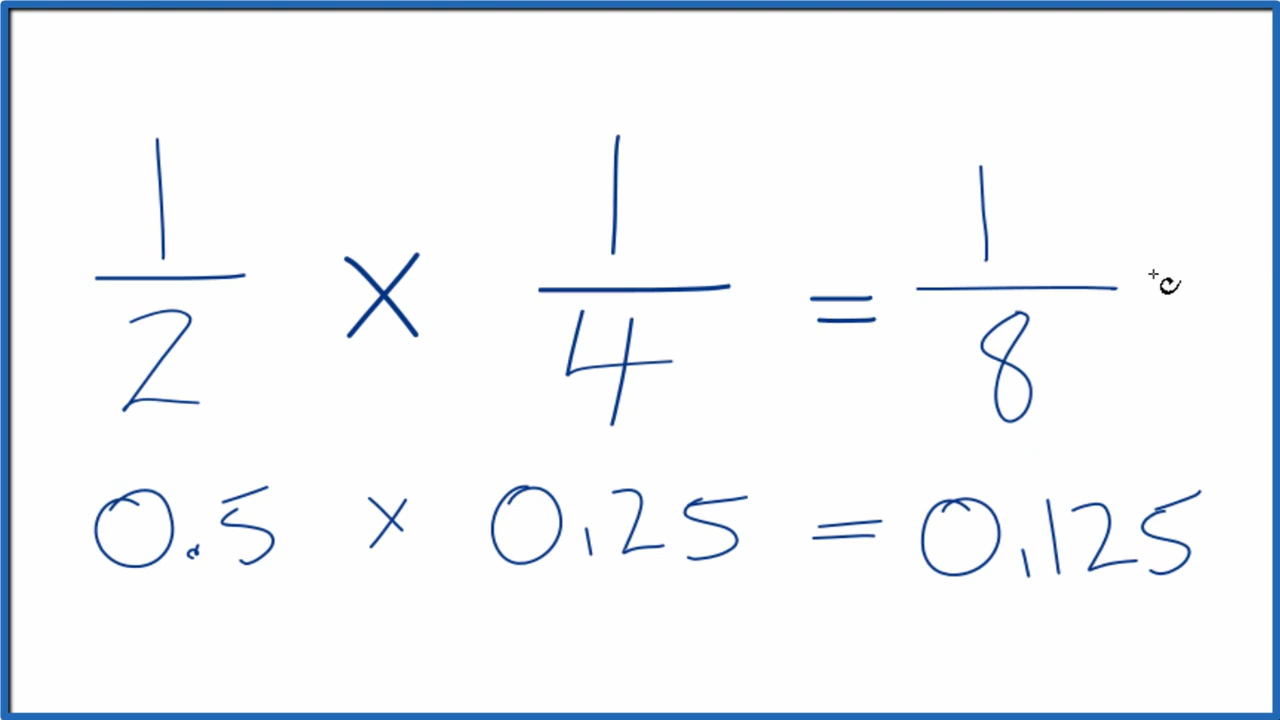 1/2 × 1/4 = 1/8
0.5 × 0.25 = 0.125